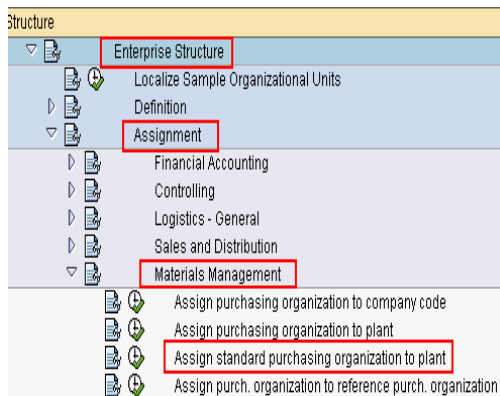 Structure
Enterprise Structure
Localize Sample Organizational Units
Definition
Assignment
Financial Accounting
Controlling
Logistics - General
Sales and Distribution
Materials Management
Assign purchasing organization to company code
Assign purchasing organization to plant
Assign standard purchasing organization to plant
Assign purch. organization to reference purch. organization